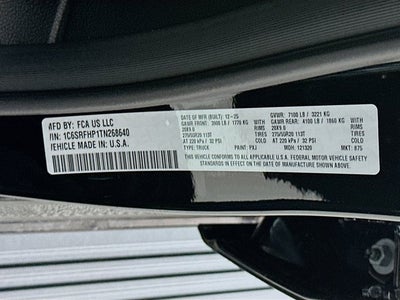 MFD BY: FCA US LLC
IN: 1C6SRFHP1TN268640
VEHICLE MADE IN: U.S.A.
DATE OF MFR (BUILT): 12-25
GAWR FRONT: 3900 LB / 1770 KG
20X9.0 RIMS
275/55R20 113T TIRES
AT 220 kPa / 32 PSI COLD
GVWR: 7100 LB / 3221 KG
GAWR REAR: 4100 LB / 1860 KG
20X9.0 RIMS
275/55R20 113T TIRES
AT 220 kPa / 32 PSI COLD
THIS VEHICLE CONFORMS TO ALL APPLICABLE U.S.A. FEDERAL MOTOR VEHICLE SAFETY
STANDARDS IN EFFECT ON THE DATE OF MANUFACTURE SHOWN ABOVE.
TYPE: TRUCK PAINT: PXJ MDH: 121320 MKT: 875